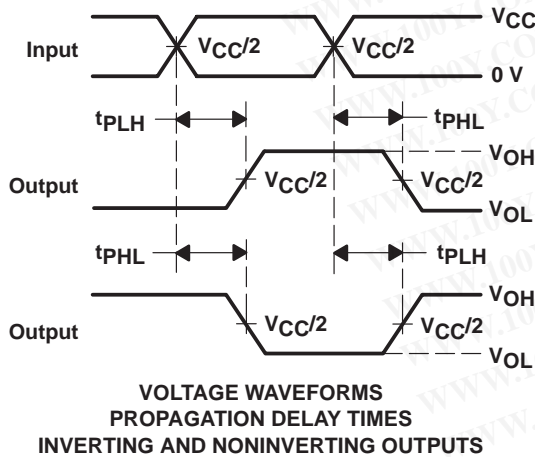 VCC
Input
VCC/2
VCC/2
0 V
tPLH
tPHL
VOH
Output
VCC/2
VCC/2
VOL
tPHL
tPLH
VOH
Output
VCC/2
VCC/2
VOL
VOLTAGE WAVEFORMS
PROPAGATION DELAY TIMES
INVERTING AND NONINVERTING OUTPUTS